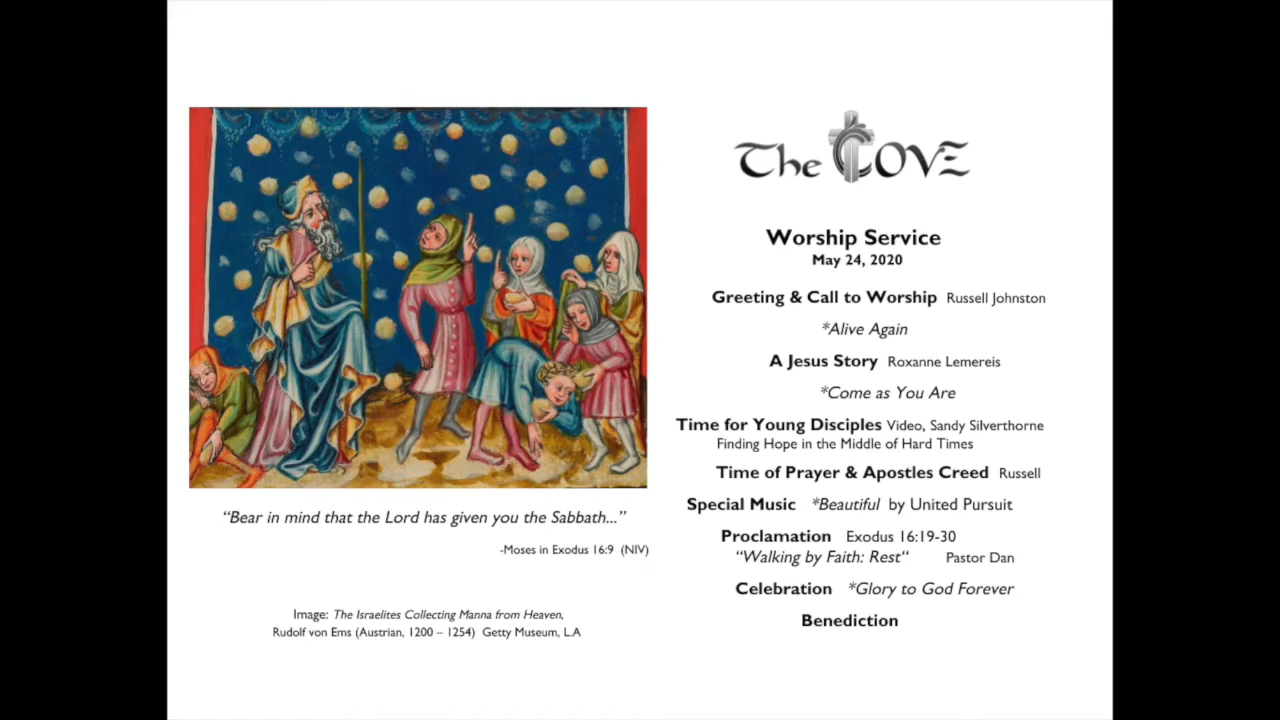 “Bear in mind that the Lord has given you the Sabbath...”
-Moses in Exodus 16:9 (NIV)
Image: The Israelites Collecting Manna from Heaven,
Rudolf von Ems (Austrian, 1200 – 1254) Getty Museum, L.A
The COVE
Worship Service
May 24, 2020
Greeting & Call to Worship Russell Johnston
*Alive Again
A Jesus Story Roxanne Lemereis
*Come as You Are
Time for Young Disciples Video, Sandy Silverthorne
Finding Hope in the Middle of Hard Times
Time of Prayer & Apostles Creed Russell
Special Music *Beautiful by United Pursuit
Proclamation Exodus 16:19-30
“Walking by Faith: Rest“ Pastor Dan
Celebration *Glory to God Forever
Benediction